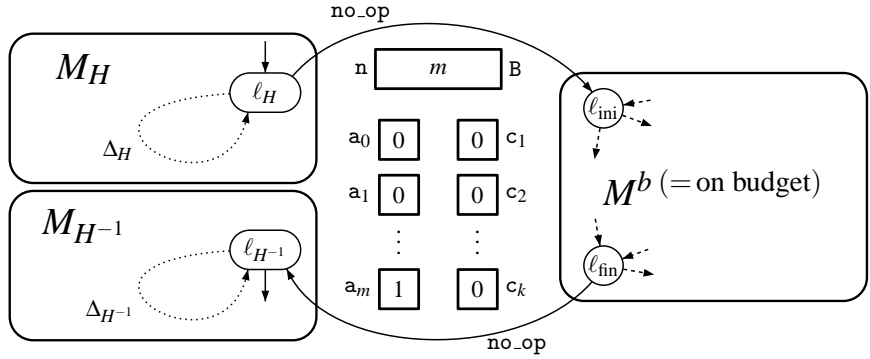 no_op
M_H
ℓ_H
Δ_H
n m B
a_0 0 0 c_1
a_1 0 0 c_2
⋮ ⋮
a_m 1 0 c_k
ℓ_ini
M^b (= on budget)
ℓ_fin
M_{H^{-1}}
ℓ_{H^{-1}}
Δ_{H^{-1}}
no_op